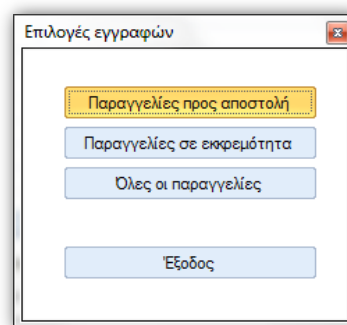 Επιλογές εγγραφών
Παραγγελίες προς αποστολή
Παραγγελίες σε εκκρεμότητα
Όλες οι παραγγελίες
Έξοδος